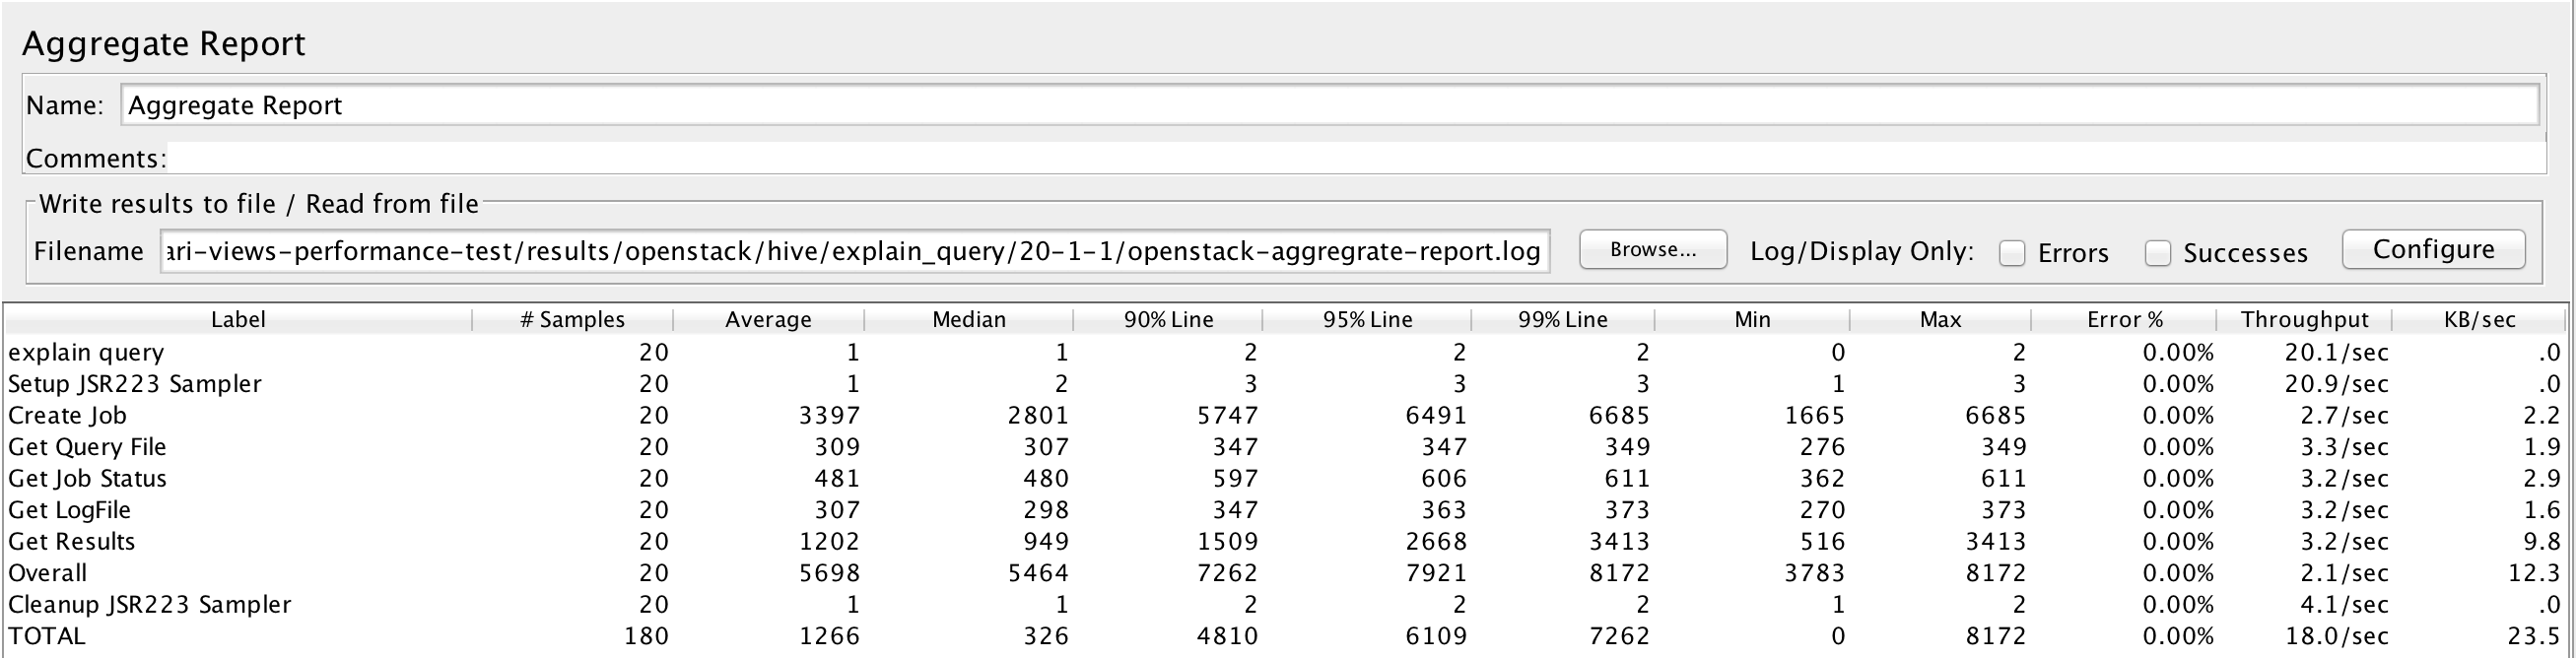 Aggregate Report
Name: Aggregate Report
Comments:
Write results to file / Read from file
Filename ari-views-performance-test/results/openstack/hive/explain_query/20-1-1/openstack-aggregrate-report.log Browse... Log/Display Only: Errors Successes Configure
Label # Samples Average Median 90% Line 95% Line 99% Line Min Max Error % Throughput KB/sec
explain query 20 1 1 2 2 2 0 2 0.00% 20.1/sec .0
Setup JSR223 Sampler 20 1 2 3 3 3 1 3 0.00% 20.9/sec .0
Create Job 20 3397 2801 5747 6491 6685 1665 6685 0.00% 2.7/sec 2.2
Get Query File 20 309 307 347 347 349 276 349 0.00% 3.3/sec 1.9
Get Job Status 20 481 480 597 606 611 362 611 0.00% 3.2/sec 2.9
Get LogFile 20 307 298 347 363 373 270 373 0.00% 3.2/sec 1.6
Get Results 20 1202 949 1509 2668 3413 516 3413 0.00% 3.2/sec 9.8
Overall 20 5698 5464 7262 7921 8172 3783 8172 0.00% 2.1/sec 12.3
Cleanup JSR223 Sampler 20 1 1 2 2 2 1 2 0.00% 4.1/sec .0
TOTAL 180 1266 326 4810 6109 7262 0 8172 0.00% 18.0/sec 23.5